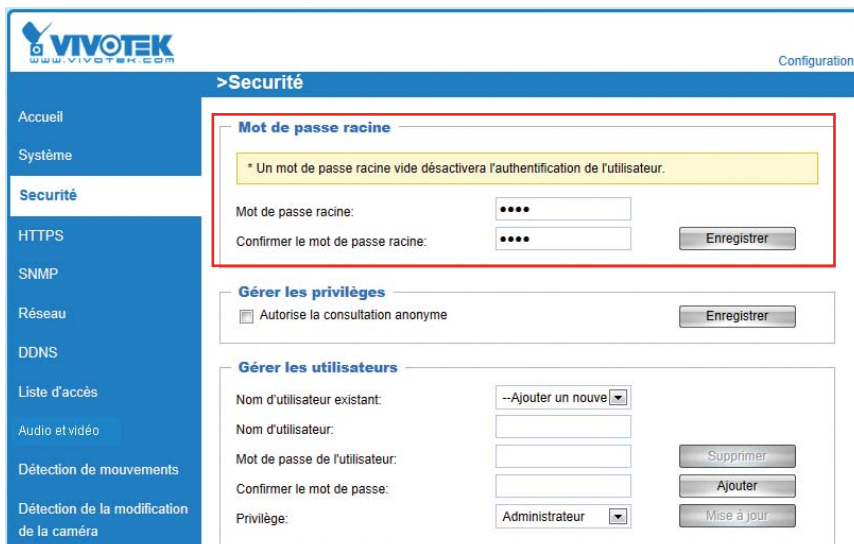 VIVOTEK
www.vivotek.com
Configuration
>Securité
Accueil
Système
Securité
HTTPS
SNMP
Réseau
DDNS
Liste d'accès
Audio et vidéo
Détection de mouvements
Détection de la modification
de la caméra
Mot de passe racine
* Un mot de passe racine vide désactivera l'authentification de l'utilisateur.
Mot de passe racine: ••••
Confirmer le mot de passe racine: •••• Enregistrer
Gérer les privilèges
Autorise la consultation anonyme Enregistrer
Gérer les utilisateurs
Nom d'utilisateur existant: --Ajouter un nouve
Nom d'utilisateur:
Mot de passe de l'utilisateur: Supprimer
Confirmer le mot de passe: Ajouter
Privilège: Administrateur Mise à jour